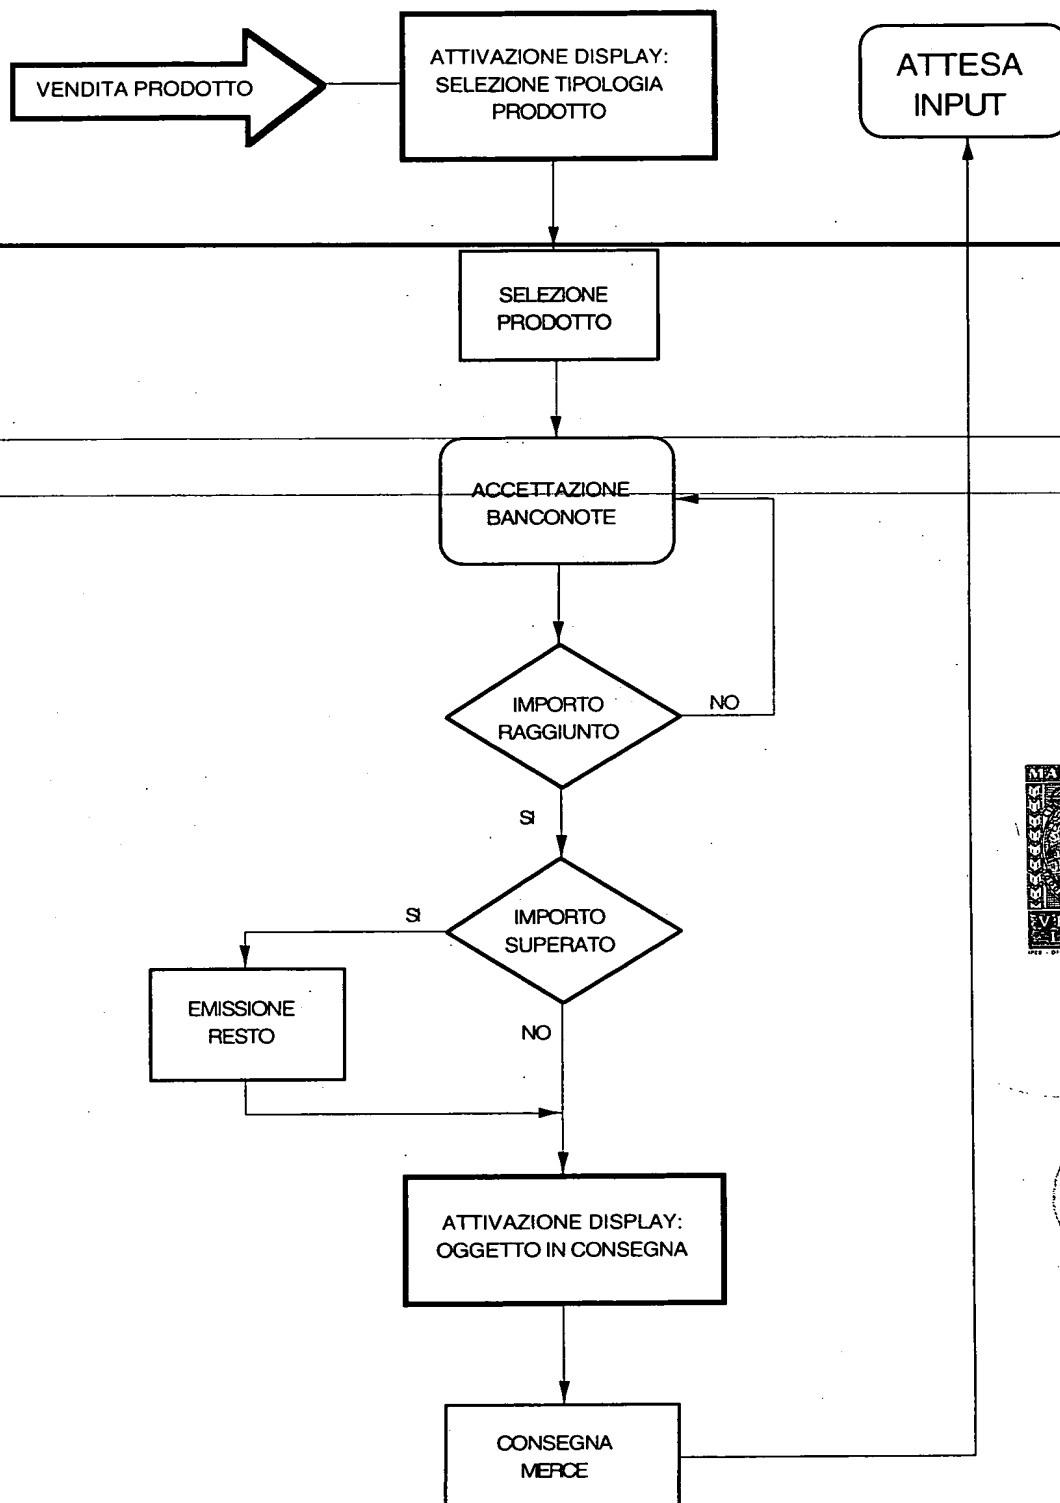 VENDITA PRODOTTO
ATTIVAZIONE DISPLAY:
SELEZIONE TIPOLOGIA
PRODOTTO
ATTESA
INPUT
SELEZIONE
PRODOTTO
ACCETTAZIONE
BANCONOTE
IMPORTO
RAGGIUNTO
NO
SI
IMPORTO
SUPERATO
SI
EMISSIONE
RESTO
NO
ATTIVAZIONE DISPLAY:
OGGETTO IN CONSEGNA
CONSEGNA
MERCE